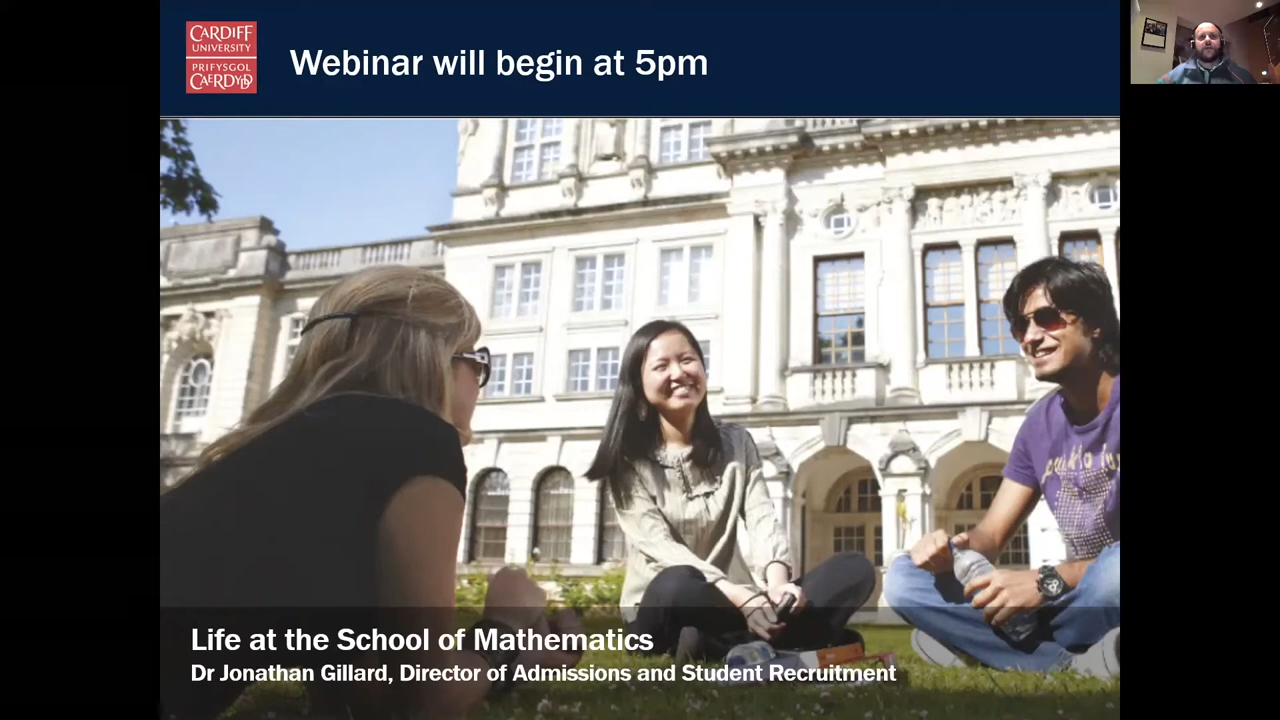 CARDIFF
UNIVERSITY
PRIFYSGOL
CAERDYDD
Webinar will begin at 5pm
Life at the School of Mathematics
Dr Jonathan Gillard, Director of Admissions and Student Recruitment